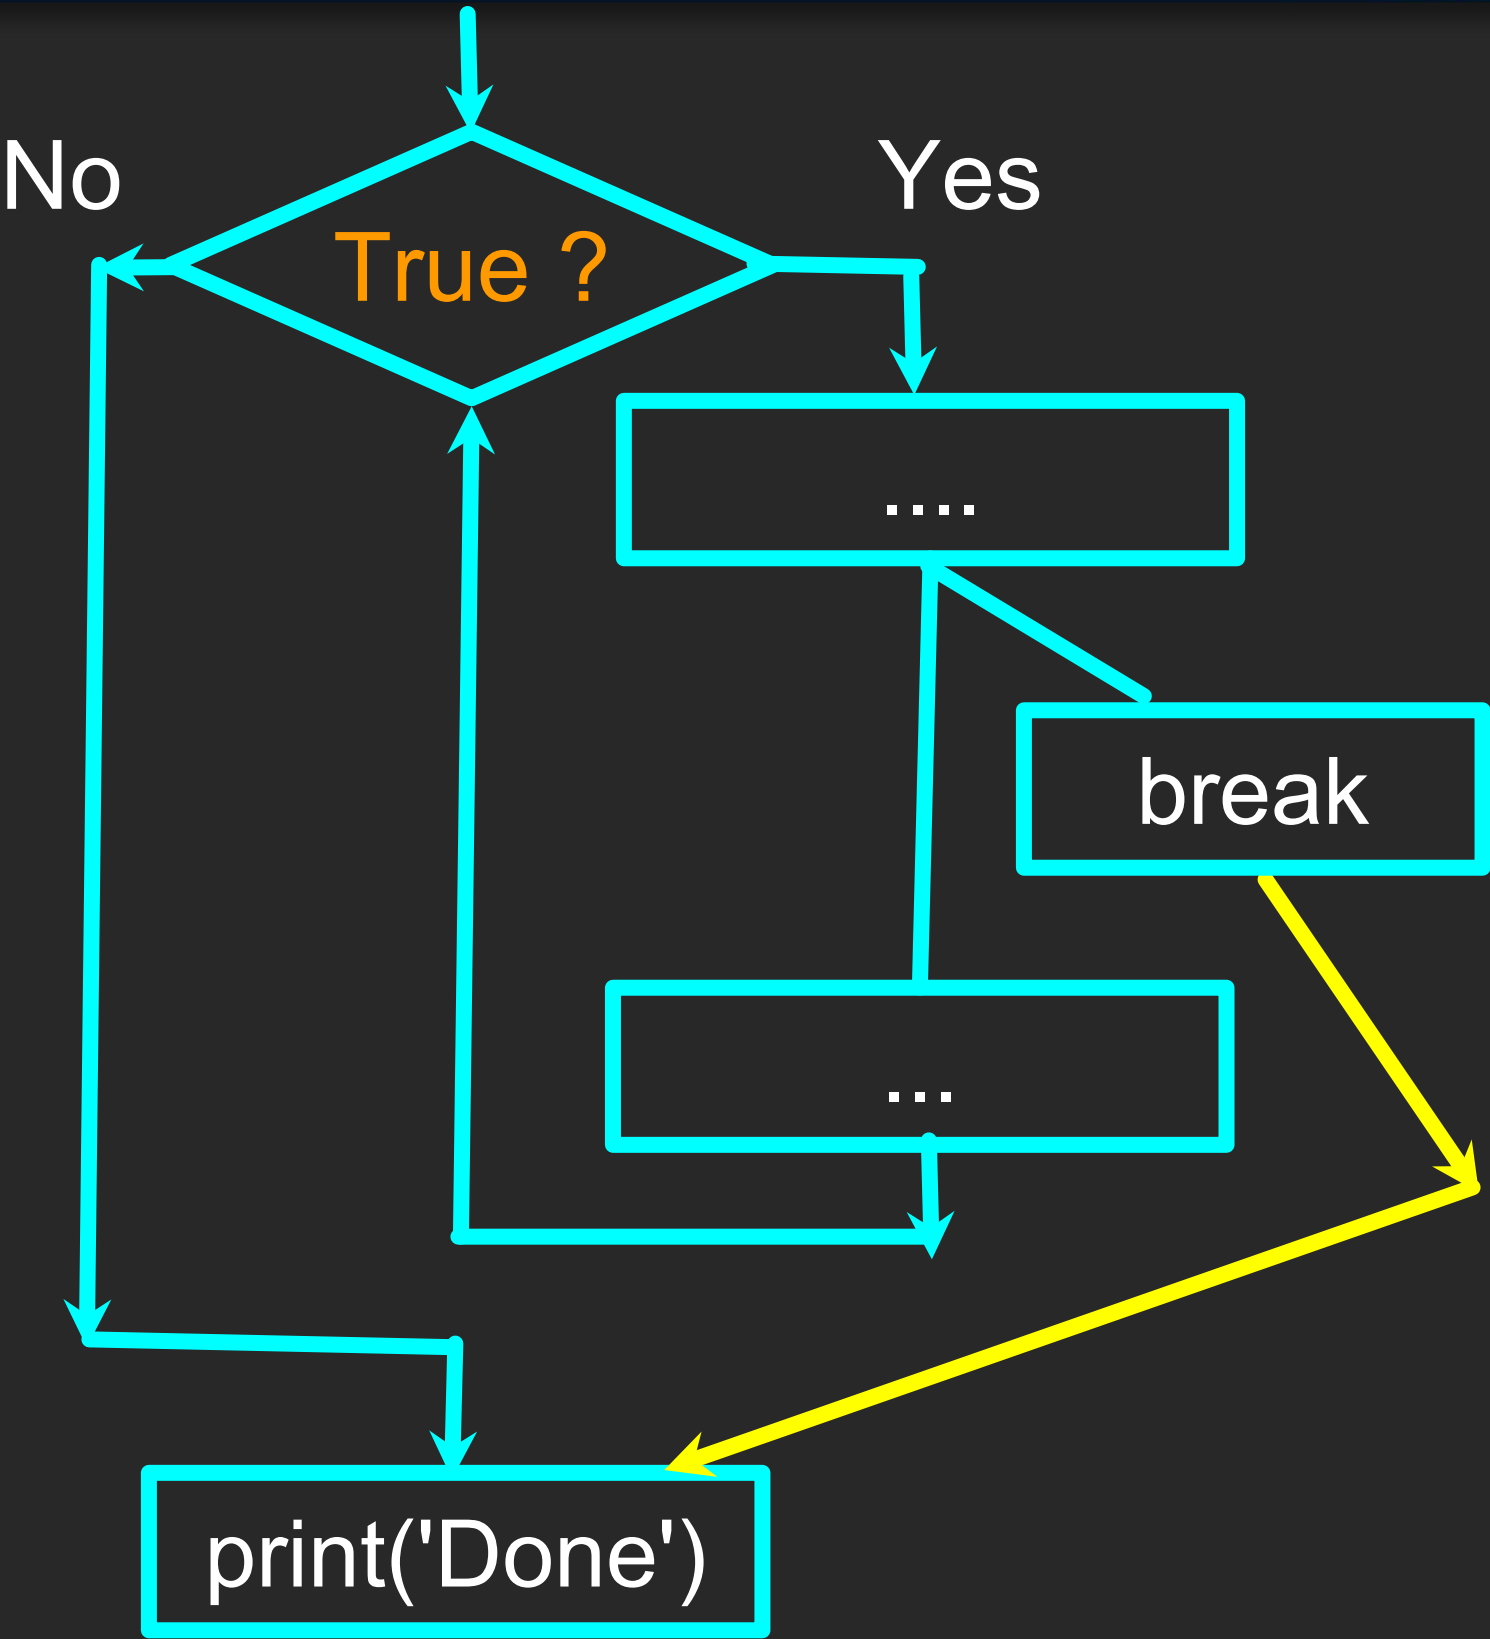 No
Yes
True ?
....
break
...
print('Done')